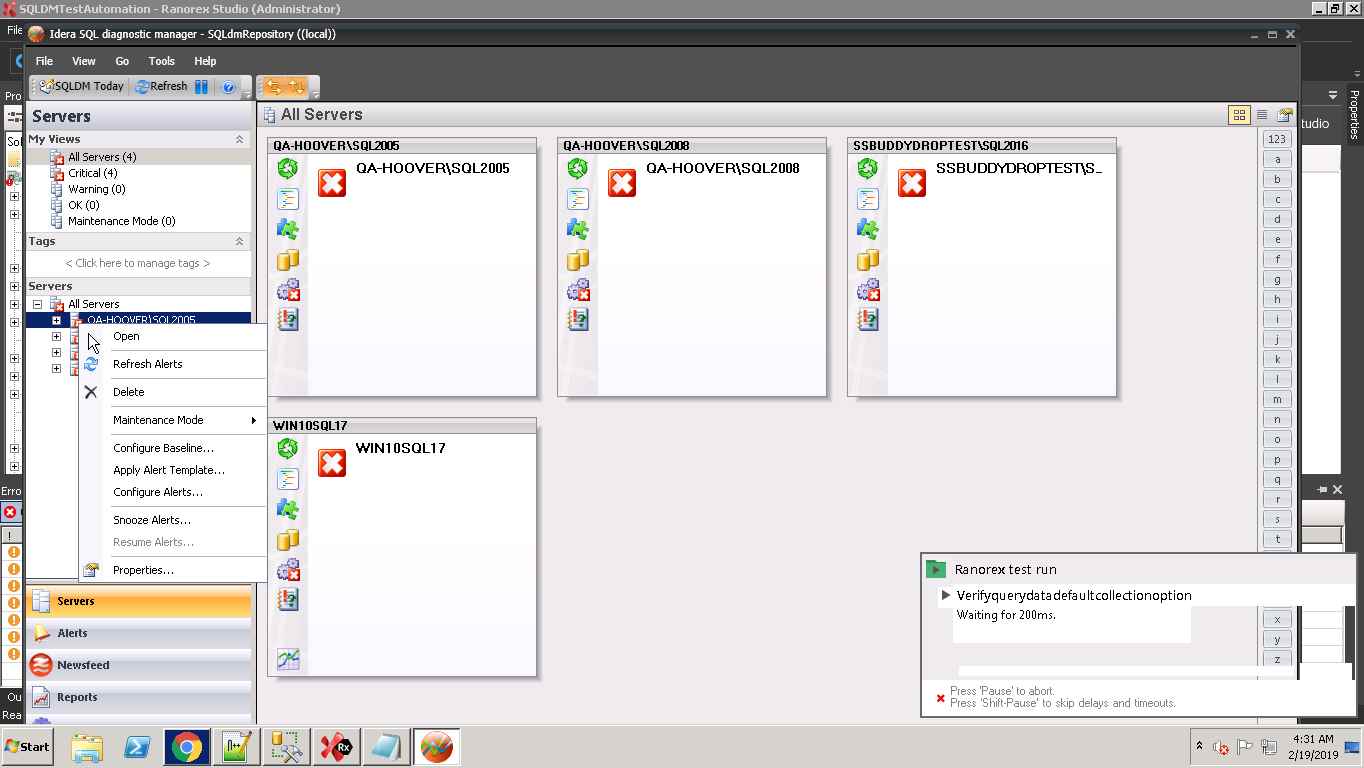 SQLDMTestAutomation - Ranorex Studio (Administrator)
File
Idera SQL diagnostic manager - SQLdmRepository ((local))
File View Go Tools Help
SQLDM Today Refresh
Servers
My Views
All Servers (4)
Critical (4)
Warning (0)
OK (0)
Maintenance Mode (0)
Tags
< Click here to manage tags >
Servers
All Servers
QA-HOOVER\SQL2005
Open
Refresh Alerts
Delete
Maintenance Mode
Configure Baseline...
Apply Alert Template...
Configure Alerts...
Snooze Alerts...
Resume Alerts...
Properties...
Servers
Alerts
Newsfeed
Reports
All Servers
QA-HOOVER\SQL2005
QA-HOOVER\SQL2005
QA-HOOVER\SQL2008
QA-HOOVER\SQL2008
SSBUDDYDROPTEST\SQL2016
SSBUDDYDROPTEST\S...
WIN10SQL17
WIN10SQL17
123
a
b
c
d
e
f
g
h
i
j
k
l
m
n
o
p
q
r
s
t
x
y
z
Properties
tudio
Pro
Sol
Erro
!
Ou
Rea
Ranorex test run
Verifyquerydatadefaultcollectionoption
Waiting for 200ms.
Press 'Pause' to abort.
Press 'Shift-Pause' to skip delays and timeouts.
Start
4:31 AM
2/19/2019